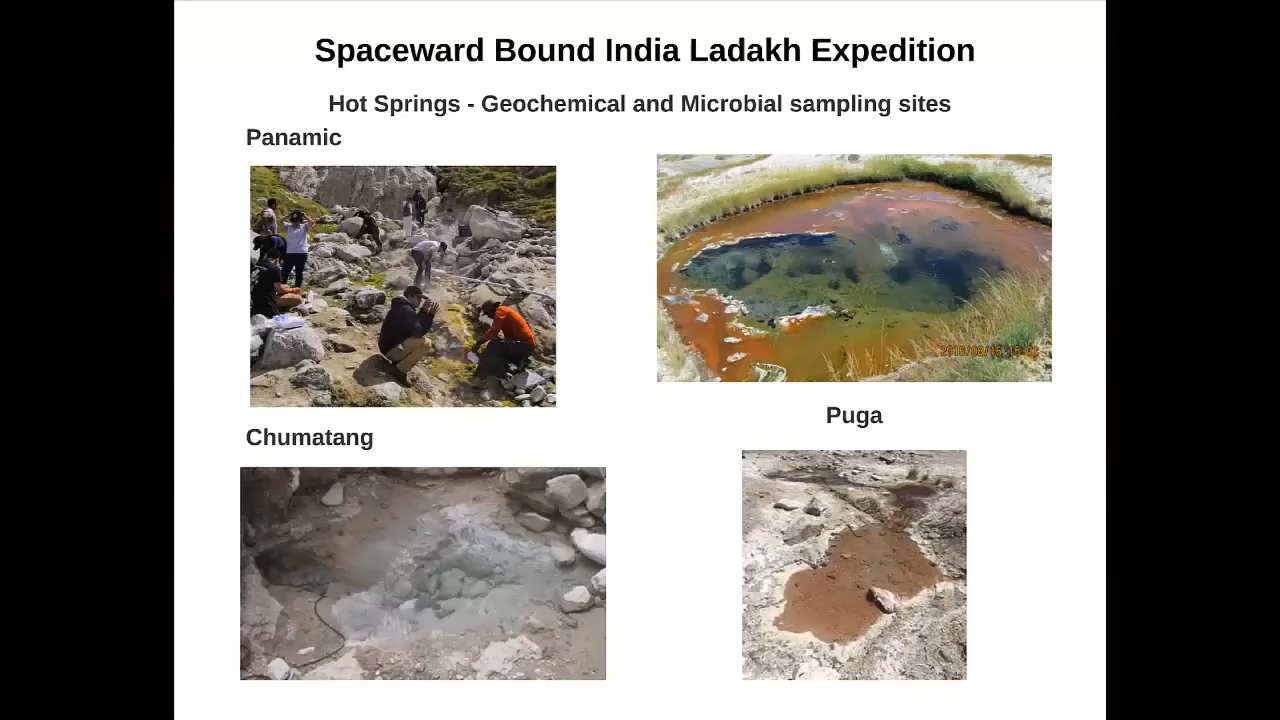 Spaceward Bound India Ladakh Expedition
Hot Springs - Geochemical and Microbial sampling sites
Panamic
Puga
Chumatang